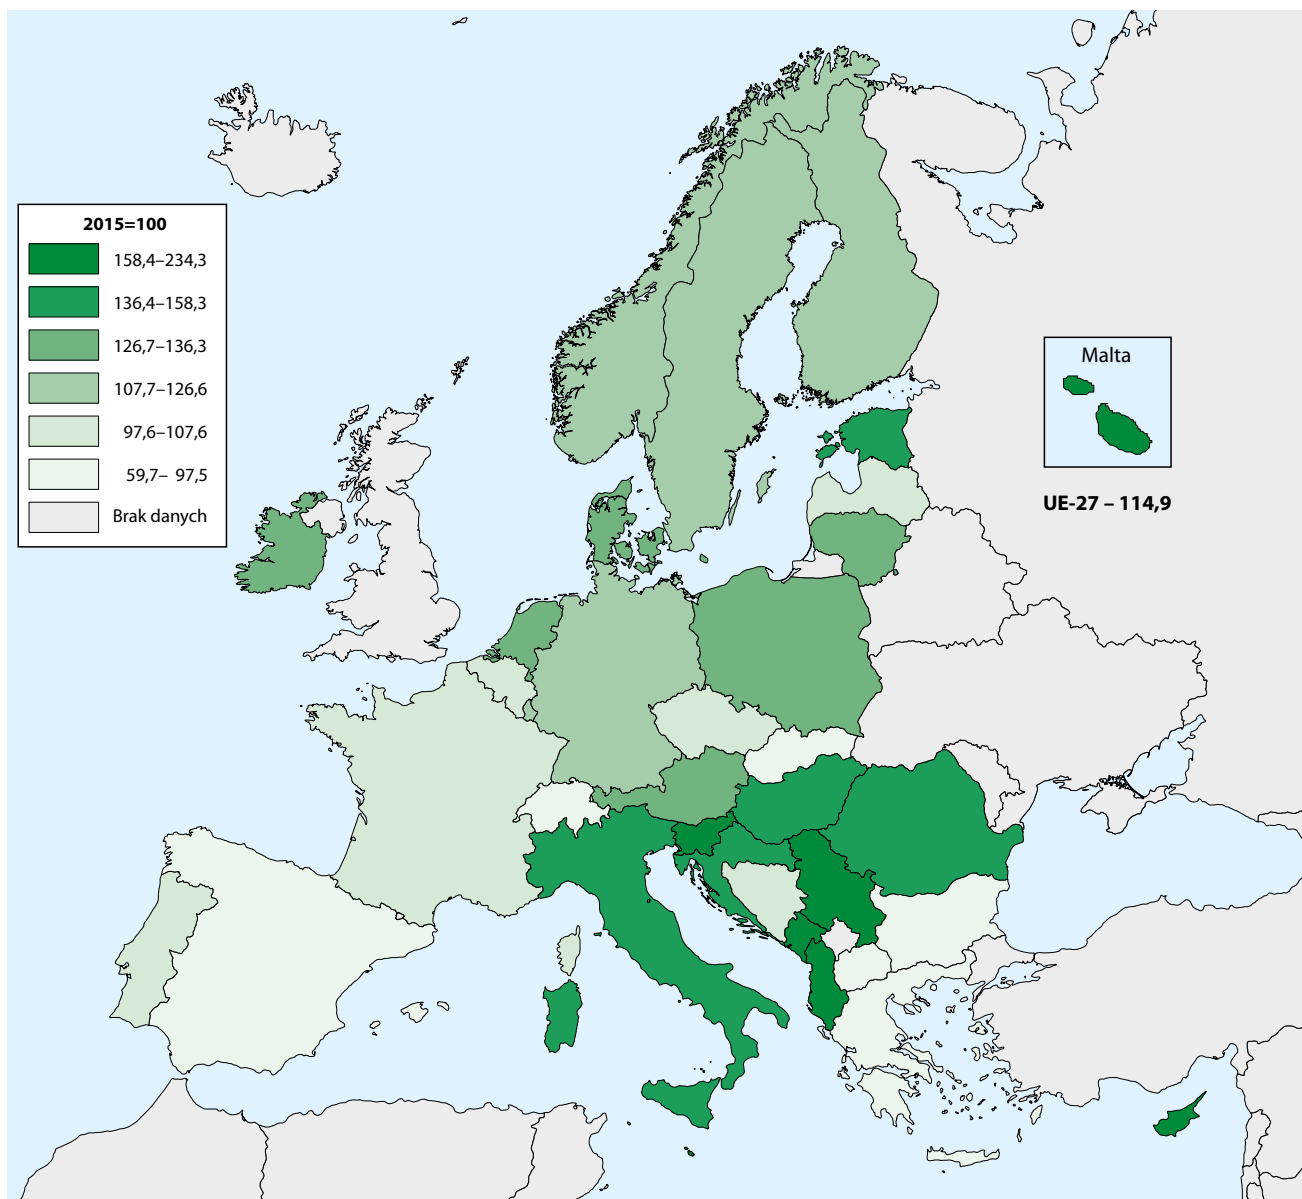 2015=100
158,4–234,3
136,4–158,3
126,7–136,3
107,7–126,6
97,6–107,6
59,7– 97,5
Brak danych
Malta
UE-27 – 114,9